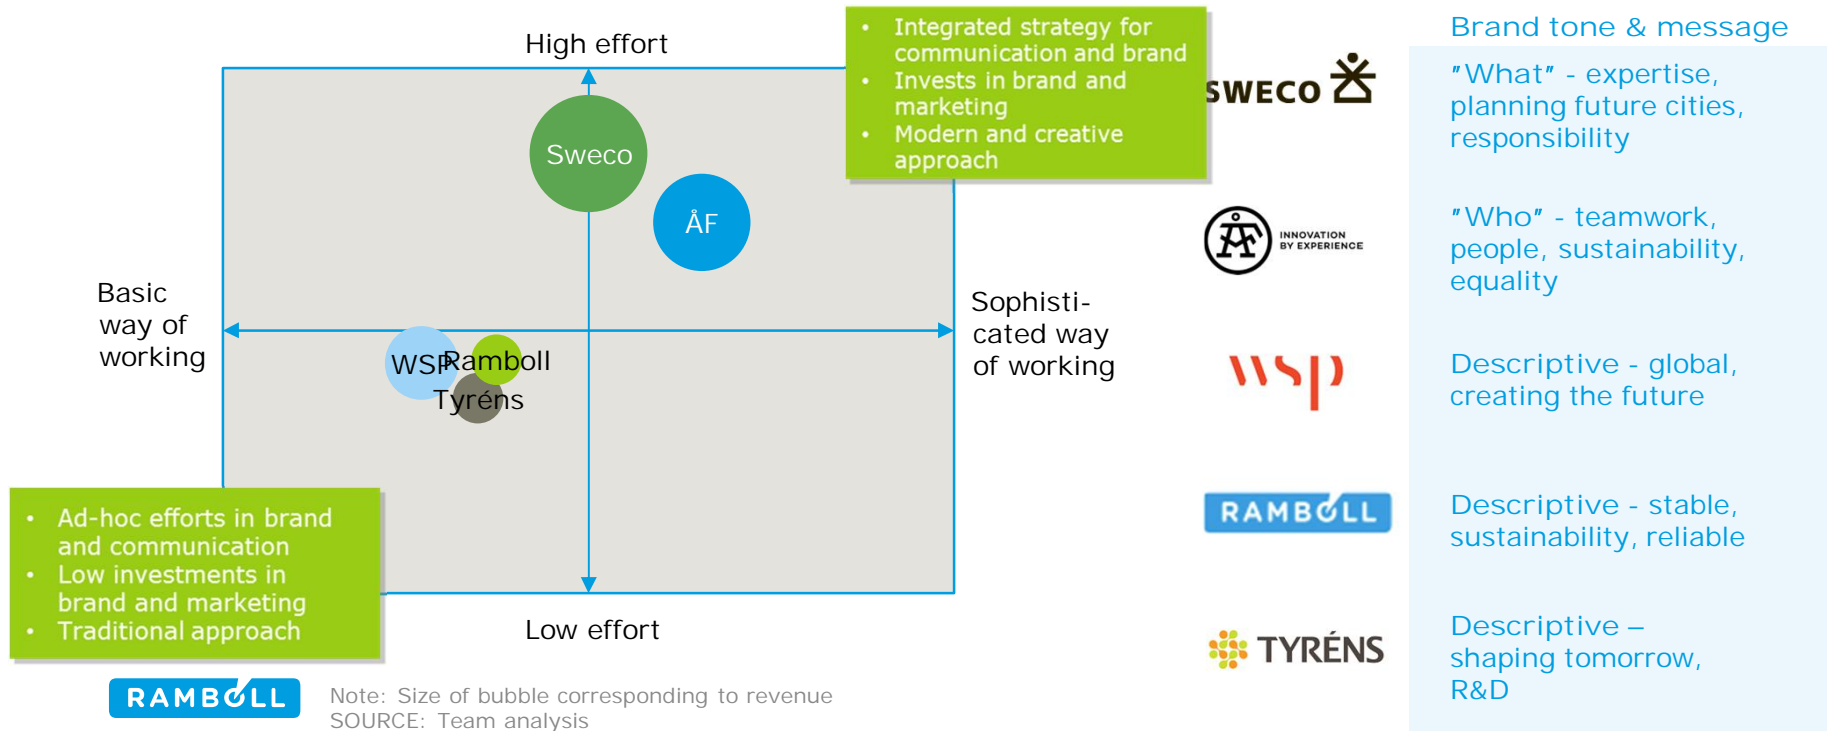 High effort
• Integrated strategy for
communication and brand
• Invests in brand and
marketing
• Modern and creative
approach
Sweco
ÅF
Basic
way of
working
Sophisti-
cated way
of working
WSP
Ramboll
Tyréns
• Ad-hoc efforts in brand
and communication
• Low investments in
brand and marketing
• Traditional approach
Low effort
RAMBOLL
Note: Size of bubble corresponding to revenue
SOURCE: Team analysis
Brand tone & message
SWECO
"What" - expertise,
planning future cities,
responsibility
ÅF
INNOVATION
BY EXPERIENCE
"Who" - teamwork,
people, sustainability,
equality
wsp
Descriptive - global,
creating the future
RAMBOLL
Descriptive - stable,
sustainability, reliable
TYRÉNS
Descriptive –
shaping tomorrow,
R&D